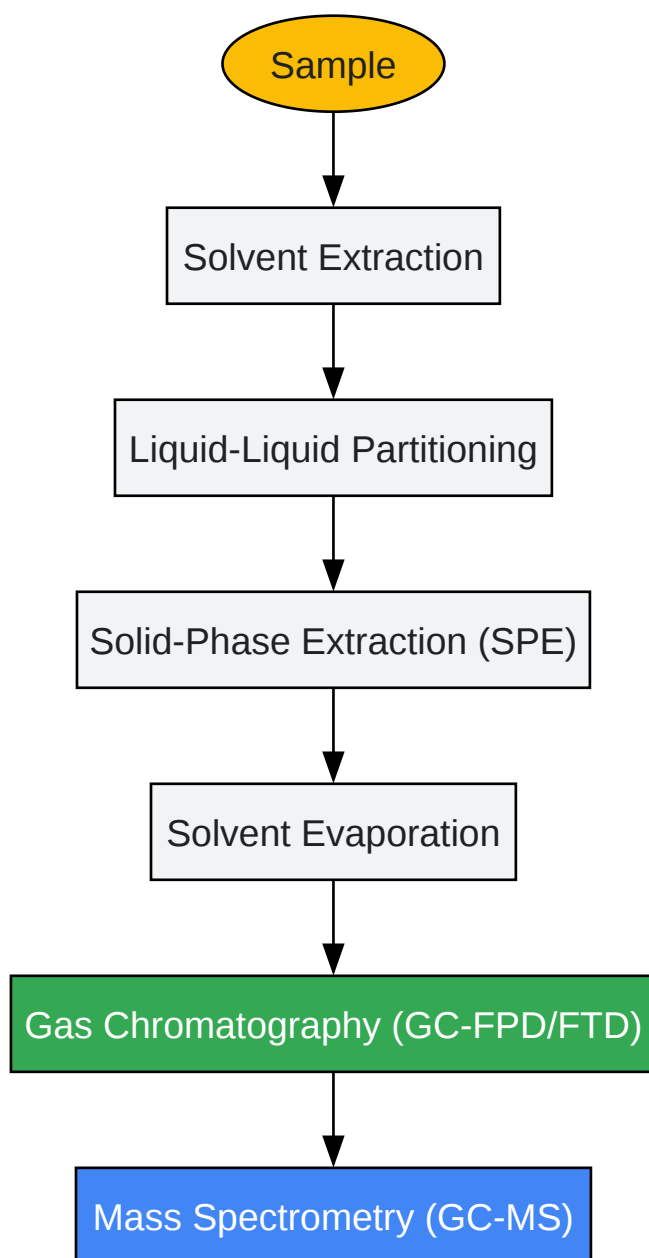 Sample
Solvent Extraction
Liquid-Liquid Partitioning
Solid-Phase Extraction (SPE)
Solvent Evaporation
Gas Chromatography (GC-FPD/FTD)
Mass Spectrometry (GC-MS)